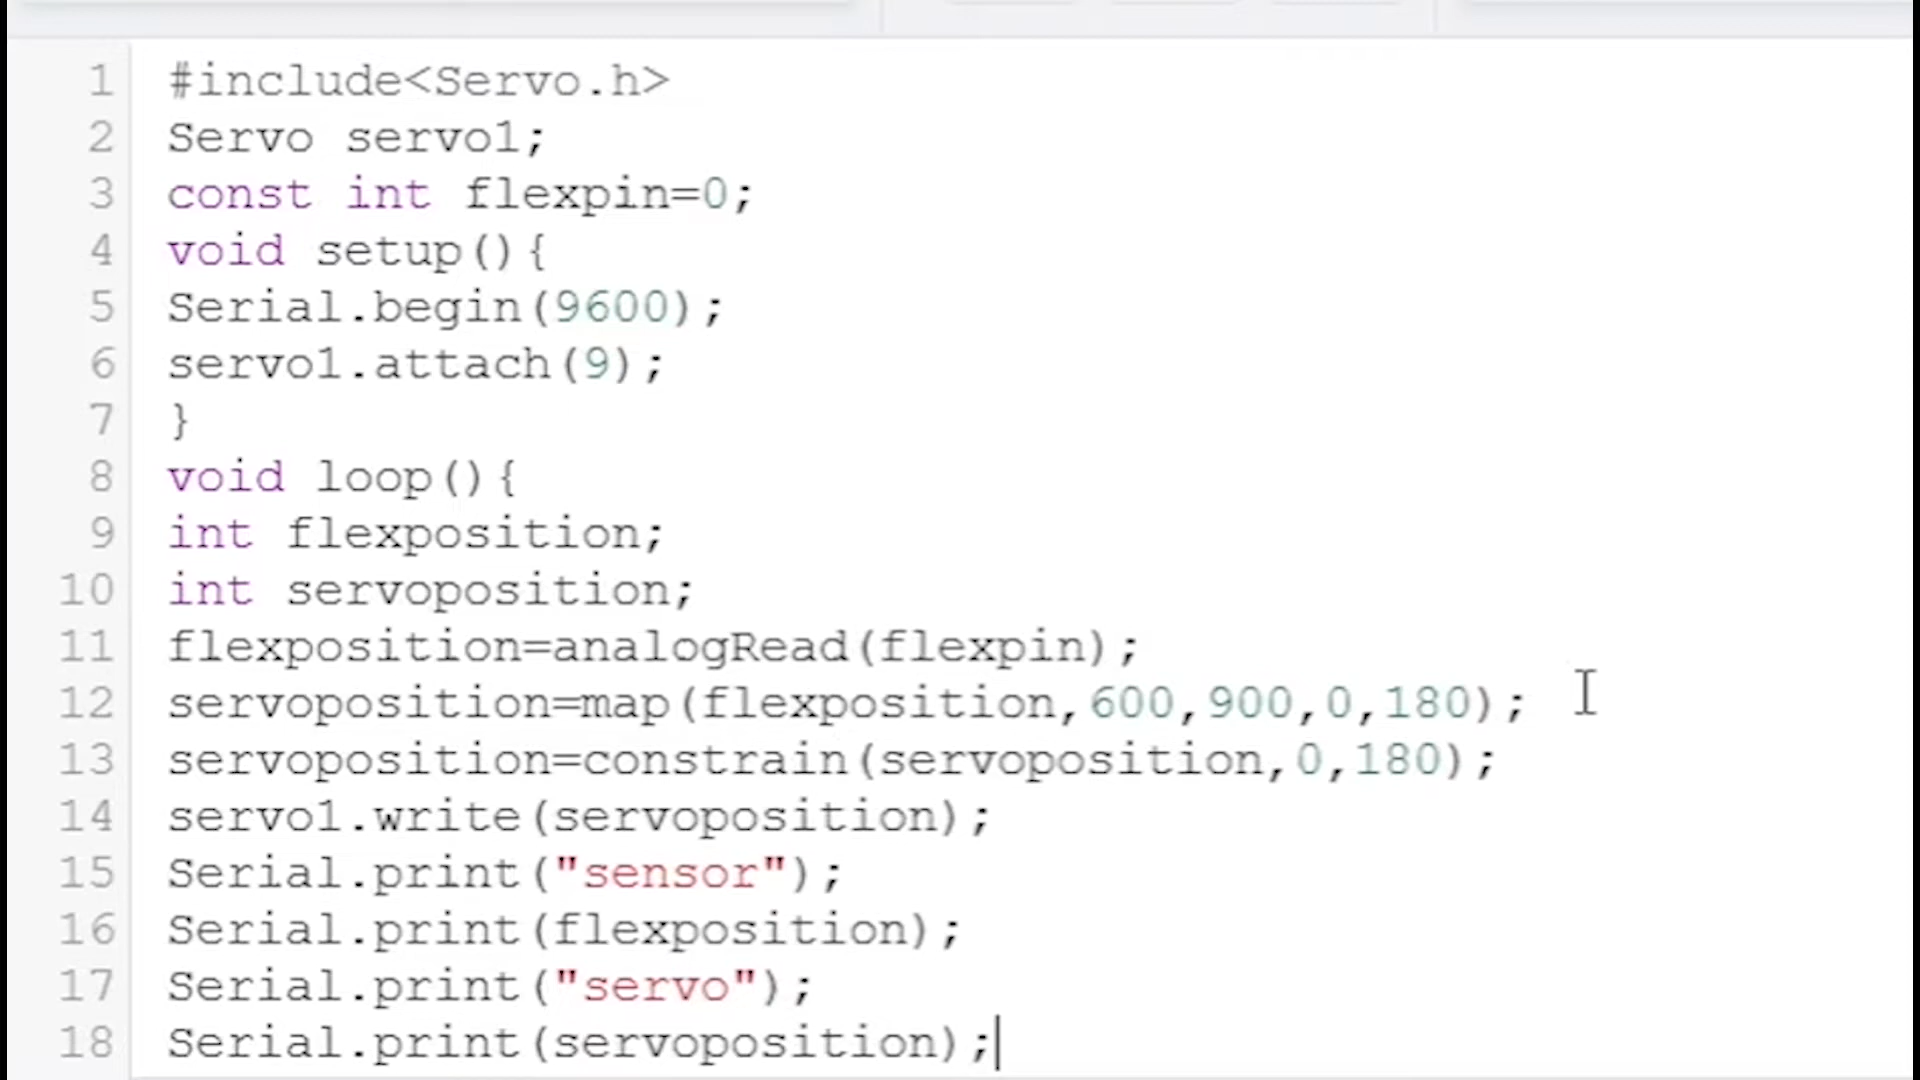 1 #include<Servo.h>
2 Servo servo1;
3 const int flexpin=0;
4 void setup(){
5 Serial.begin(9600);
6 servo1.attach(9);
7 }
8 void loop(){
9 int flexposition;
10 int servoposition;
11 flexposition=analogRead(flexpin);
12 servoposition=map(flexposition,600,900,0,180);
13 servoposition=constrain(servoposition,0,180);
14 servo1.write(servoposition);
15 Serial.print("sensor");
16 Serial.print(flexposition);
17 Serial.print("servo");
18 Serial.print(servoposition);